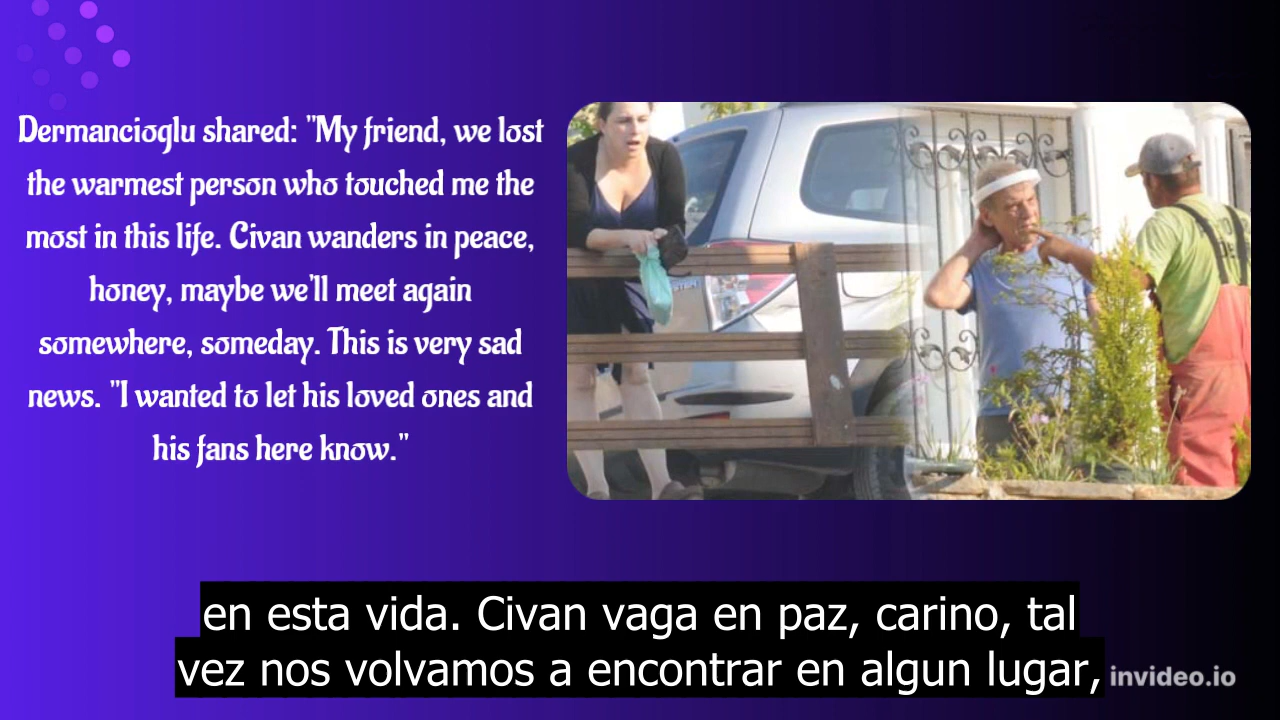 Dermancioglu shared: "My friend, we lost
the warmest person who touched me the
most in this life. Civan wanders in peace,
honey, maybe we'll meet again
somewhere, someday. This is very sad
news. "I wanted to let his loved ones and
his fans here know."
en esta vida. Civan vaga en paz, carino, tal
vez nos volvamos a encontrar en algun lugar,
invideo.io